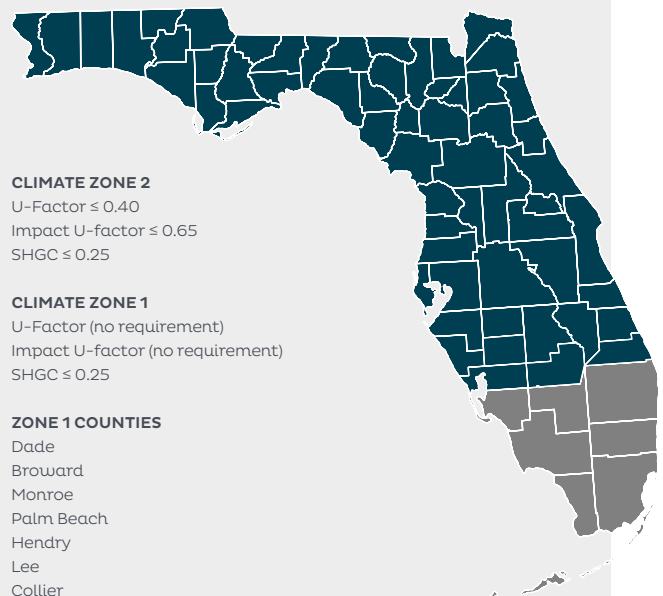 CLIMATE ZONE 2
U-Factor ≤ 0.40
Impact U-factor ≤ 0.65
SHGC ≤ 0.25
CLIMATE ZONE 1
U-Factor (no requirement)
Impact U-factor (no requirement)
SHGC ≤ 0.25
ZONE 1 COUNTIES
Dade
Broward
Monroe
Palm Beach
Hendry
Lee
Collier